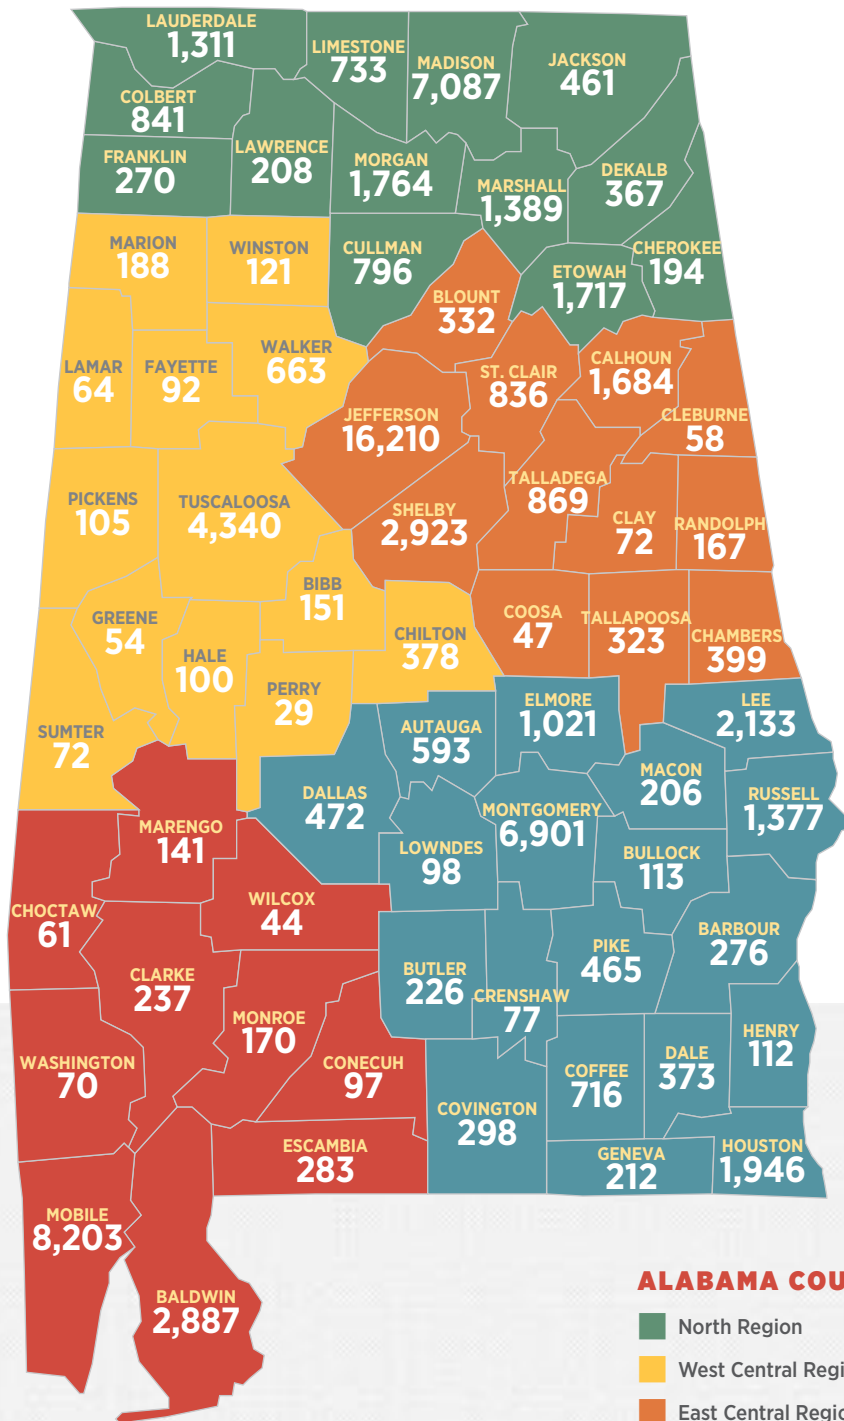 LAUDERDALE
1,311
LIMESTONE
733
MADISON
7,087
JACKSON
461
COLBERT
841
FRANKLIN
270
LAWRENCE
208
MORGAN
1,764
MARSHALL
1,389
DEKALB
367
CULLMAN
796
ETOWAH
1,717
CHEROKEE
194
MARION
188
WINSTON
121
BLOUNT
332
LAMAR
64
FAYETTE
92
WALKER
663
ST. CLAIR
836
CALHOUN
1,684
JEFFERSON
16,210
CLEBURNE
58
PICKENS
105
TUSCALOOSA
4,340
SHELBY
2,923
TALLADEGA
869
CLAY
72
RANDOLPH
167
BIBB
151
GREENE
54
HALE
100
CHILTON
378
COOSA
47
TALLAPOOSA
323
CHAMBERS
399
PERRY
29
SUMTER
72
AUTAUGA
593
ELMORE
1,021
LEE
2,133
DALLAS
472
MACON
206
RUSSELL
1,377
MARENGO
141
LOWNDES
98
MONTGOMERY
6,901
BULLOCK
113
CHOCTAW
61
WILCOX
44
BARBOUR
276
CLARKE
237
BUTLER
226
CRENSHAW
77
PIKE
465
MONROE
170
HENRY
112
WASHINGTON
70
CONECUH
97
COFFEE
716
DALE
373
COVINGTON
298
ESCAMBIA
283
GENEVA
212
HOUSTON
1,946
MOBILE
8,203
BALDWIN
2,887
ALABAMA COU
North Region
West Central Regi
East Central Regio